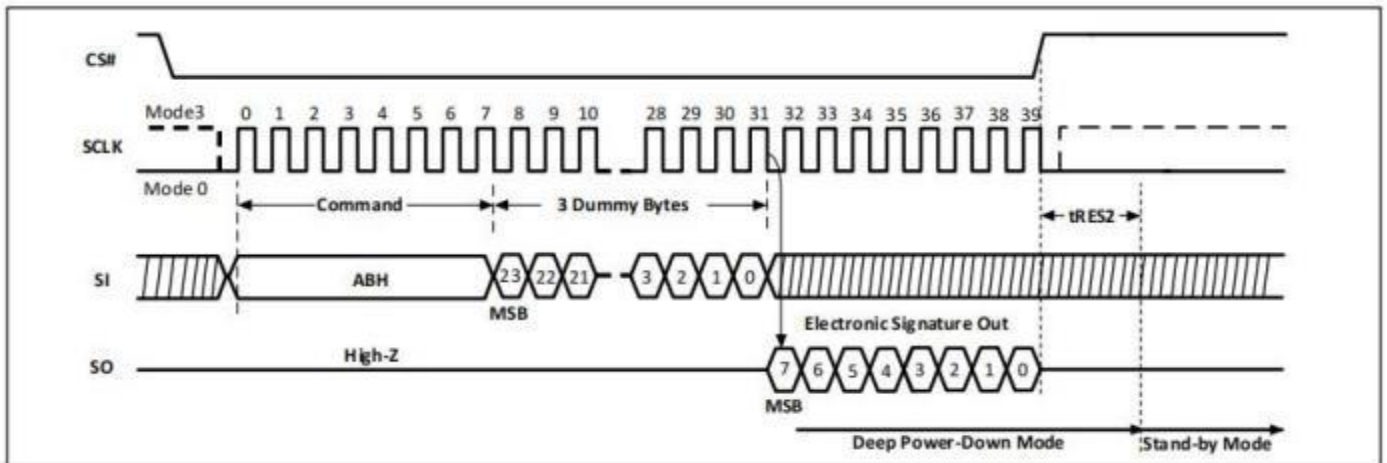 CS#
Mode3 0 1 2 3 4 5 6 7 8 9 10 28 29 30 31 32 33 34 35 36 37 38 39
SCLK
Mode 0
Command 3 Dummy Bytes tRES2
SI ABH 23 22 21 3 2 1 0
MSB
Electronic Signature Out
High-Z
SO 7 6 5 4 3 2 1 0
MSB
Deep Power-Down Mode Stand-by Mode